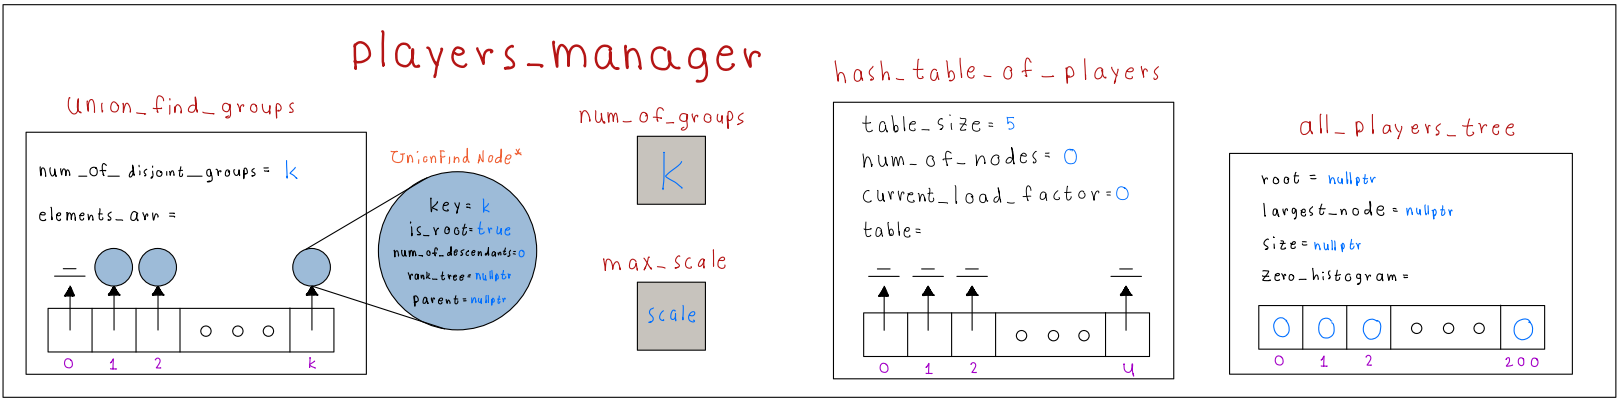 players_manager
union_find_groups
num_of_disjoint_groups = k
elements_arr =
0 1 2 k
UnionFind Node*
key = k
is_root=true
num_of_descendants=0
rank_tree=nullptr
parent=nullptr
num_of_groups
k
max_scale
scale
hash_table_of_players
table_size = 5
num_of_nodes = 0
current_load_factor=0
table=
0 1 2 4
all_players_tree
root = nullptr
largest_node = nullptr
size= nullptr
zero_histogram=
0 0 0 0
0 1 2 200